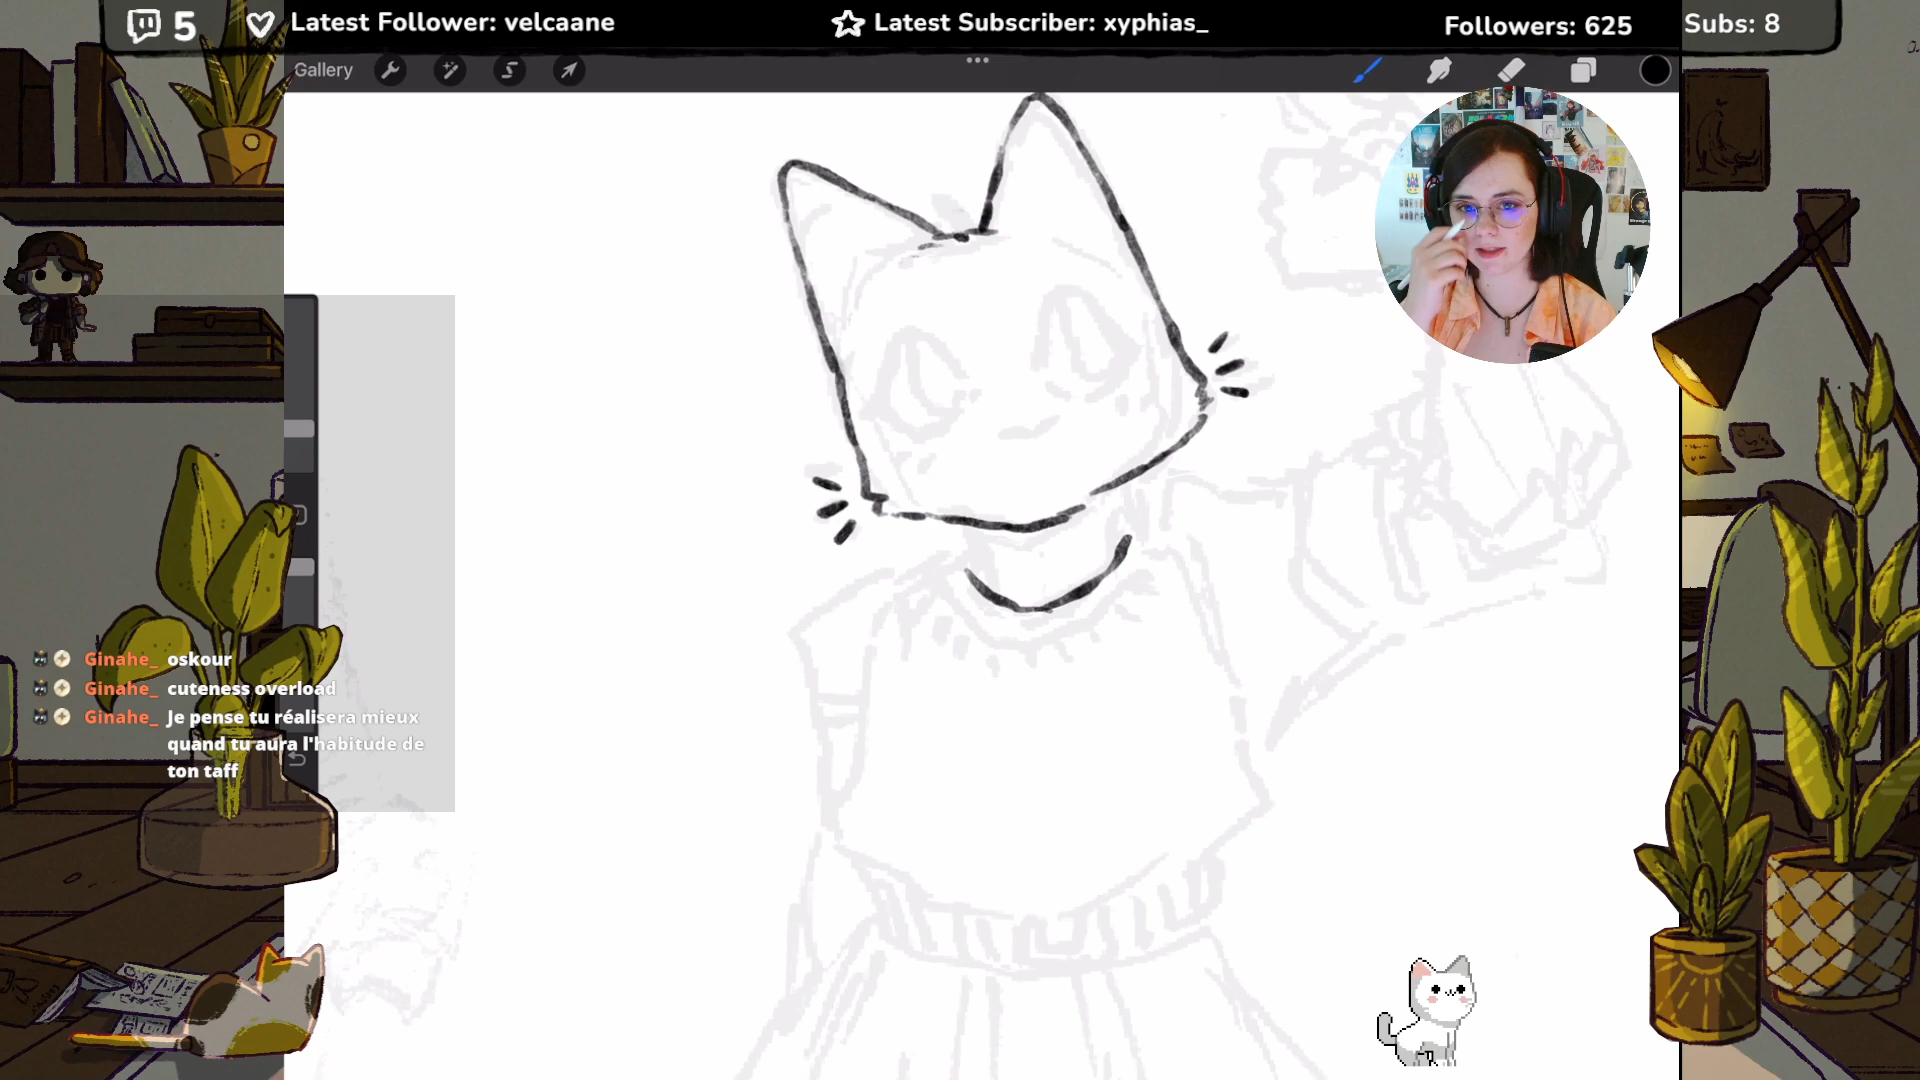 5
Latest Follower: velcaane
Latest Subscriber: xyphias_
Followers: 625
Subs: 8
Gallery
Ginahe_ oskour
Ginahe_ cuteness overload
Ginahe_ Je pense tu réalisera mieux
quand tu aura l'habitude de
ton taff